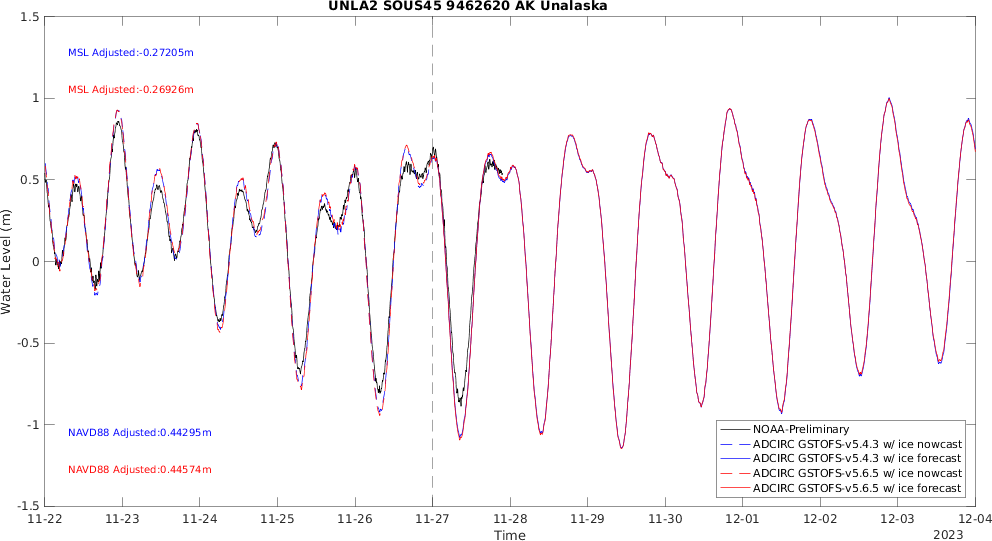 UNLA2 SOUS45 9462620 AK Unalaska
1.5
MSL Adjusted:-0.27205m
MSL Adjusted:-0.26926m
1
0.5
0
-0.5
-1
-1.5
Water Level (m)
NAVD88 Adjusted:0.44295m
NAVD88 Adjusted:0.44574m
NOAA-Preliminary
ADCIRC GSTOFS-v5.4.3 w/ ice nowcast
ADCIRC GSTOFS-v5.4.3 w/ ice forecast
ADCIRC GSTOFS-v5.6.5 w/ ice nowcast
ADCIRC GSTOFS-v5.6.5 w/ ice forecast
11-22 11-23 11-24 11-25 11-26 11-27 11-28 11-29 11-30 12-01 12-02 12-03 12-04
Time
2023